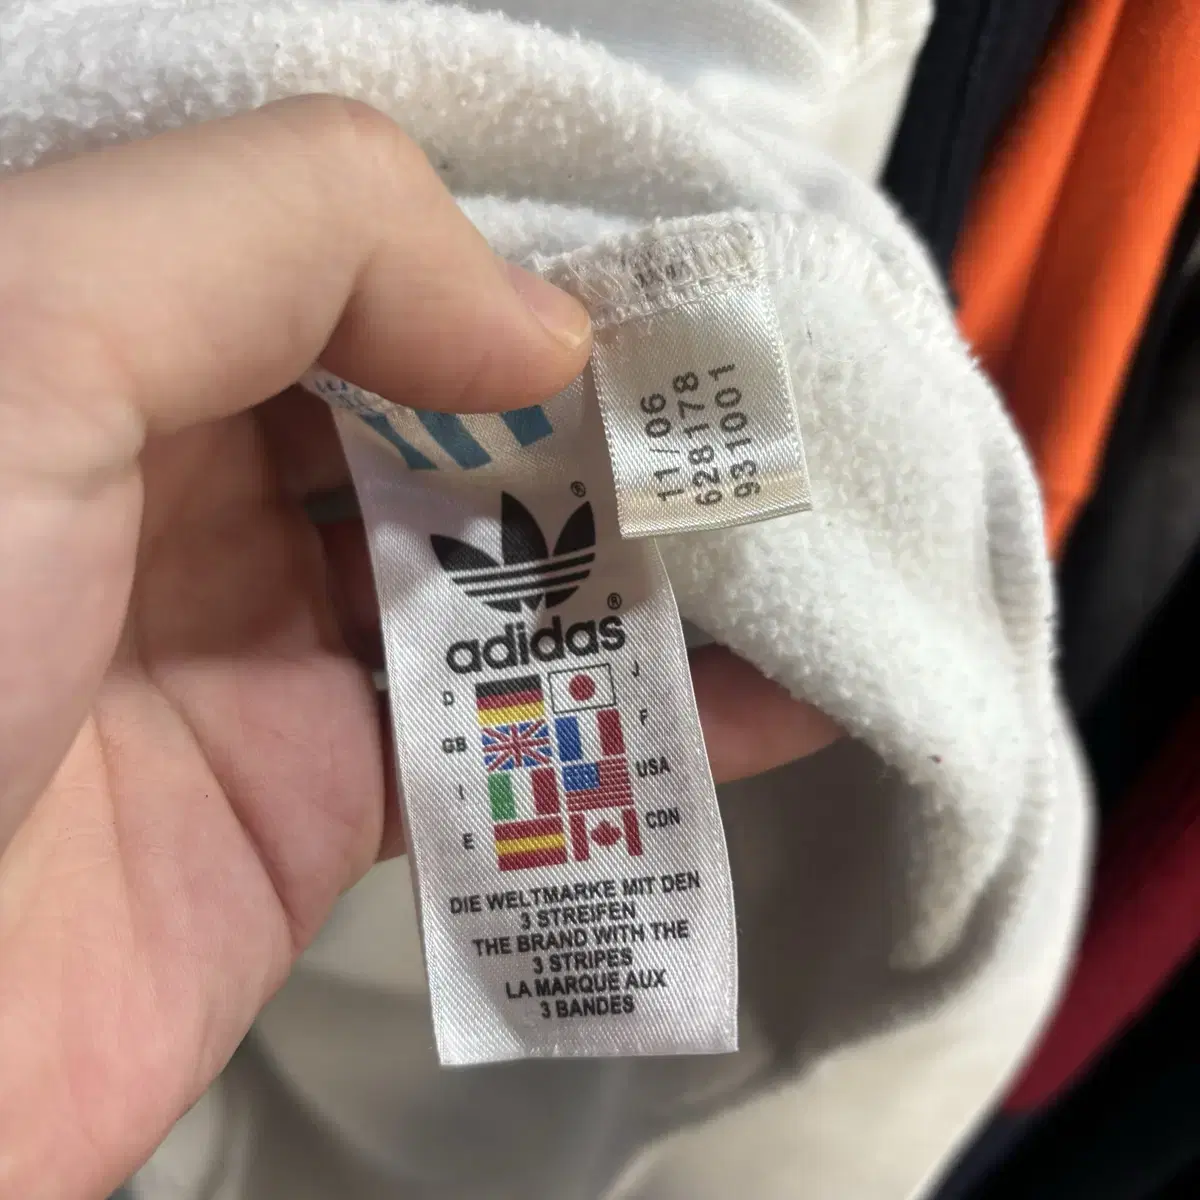 11/06
628178
931001
®
®
adidas
D
J
GB
F
I
USA
E
CDN
DIE WELTMARKE MIT DEN
3 STREIFEN
THE BRAND WITH THE
3 STRIPES
LA MARQUE AUX
3 BANDES